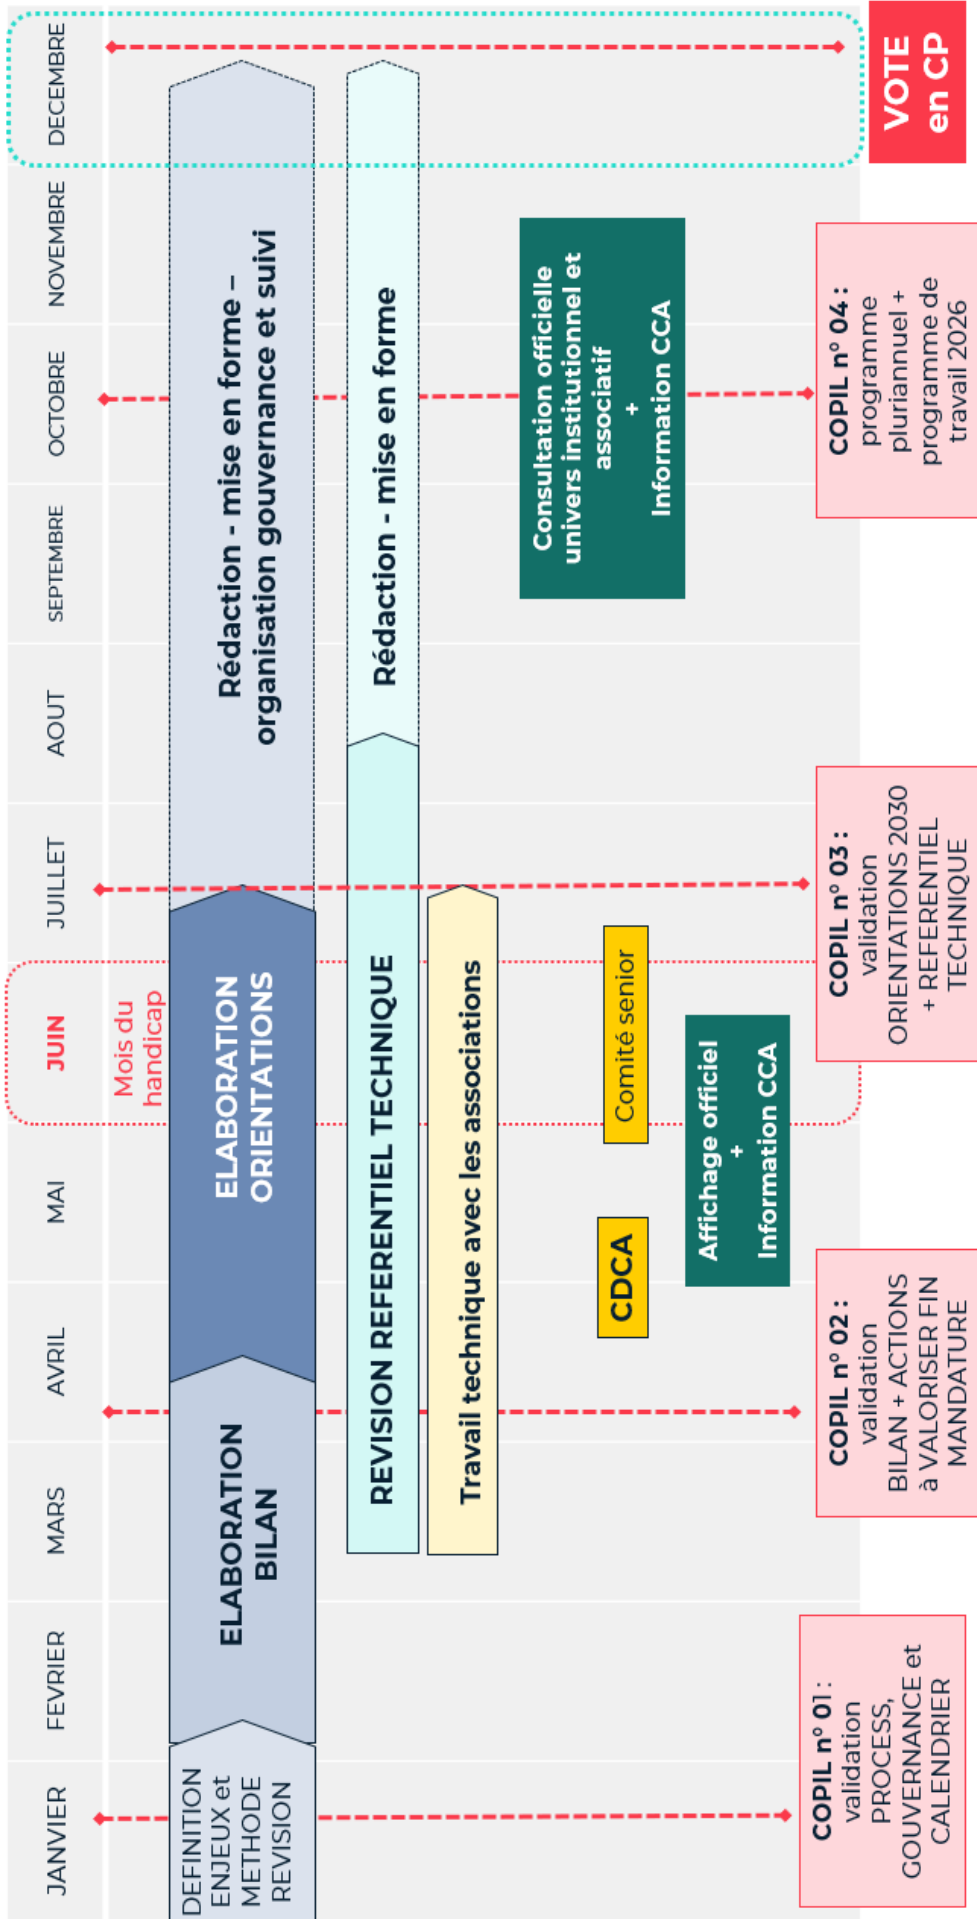 JANVIER
FEVRIER
MARS
AVRIL
MAI
JUIN
JUILLET
AOUT
SEPTEMBRE
OCTOBRE
NOVEMBRE
DECEMBRE
Mois du
handicap
DEFINITION
ENJEUX et
METHODE
REVISION
ELABORATION
BILAN
ELABORATION
ORIENTATIONS
Rédaction - mise en forme –
organisation gouvernance et suivi
REVISION REFERENTIEL TECHNIQUE
Rédaction - mise en forme
Travail technique avec les associations
CDCA
Comité senior
Affichage officiel
+
Information CCA
Consultation officielle
univers institutionnel et
associatif
+
Information CCA
COPIL n° 01 :
validation
PROCESS,
GOUVERNANCE et
CALENDRIER
COPIL n° 02 :
validation
BILAN + ACTIONS
à VALORISER FIN
MANDATURE
COPIL n° 03 :
validation
ORIENTATIONS 2030
+ REFERENTIEL
TECHNIQUE
COPIL n° 04 :
programme
pluriannuel +
programme de
travail 2026
VOTE
en CP